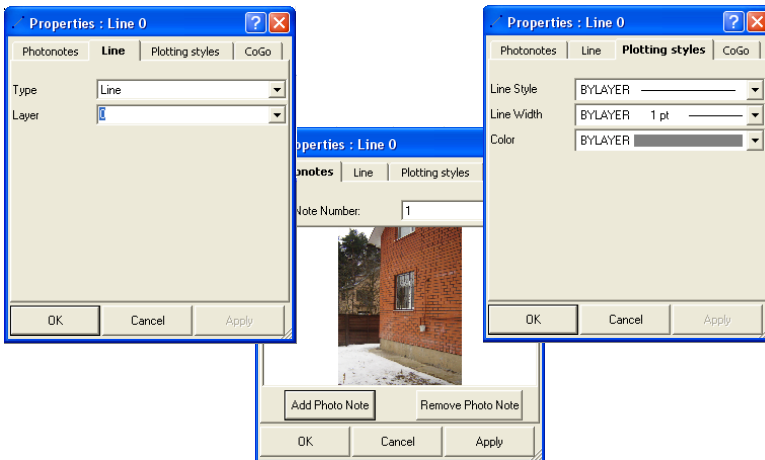 Properties : Line 0
Photonotes Line Plotting styles CoGo
Type Line
Layer 0
OK Cancel Apply
operties : Line 0
onotes Line Plotting styles
Note Number: 1
Add Photo Note Remove Photo Note
OK Cancel Apply
Properties : Line 0
Photonotes Line Plotting styles CoGo
Line Style BYLAYER
Line Width BYLAYER 1 pt
Color BYLAYER
OK Cancel Apply